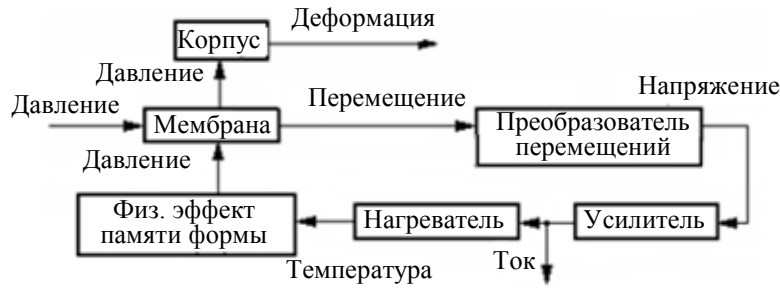 Деформация
Корпус
Давление
Давление
Перемещение
Напряжение
Мембрана
Преобразователь
перемещений
Давление
Физ. эффект
памяти формы
Нагреватель
Усилитель
Температура
Ток